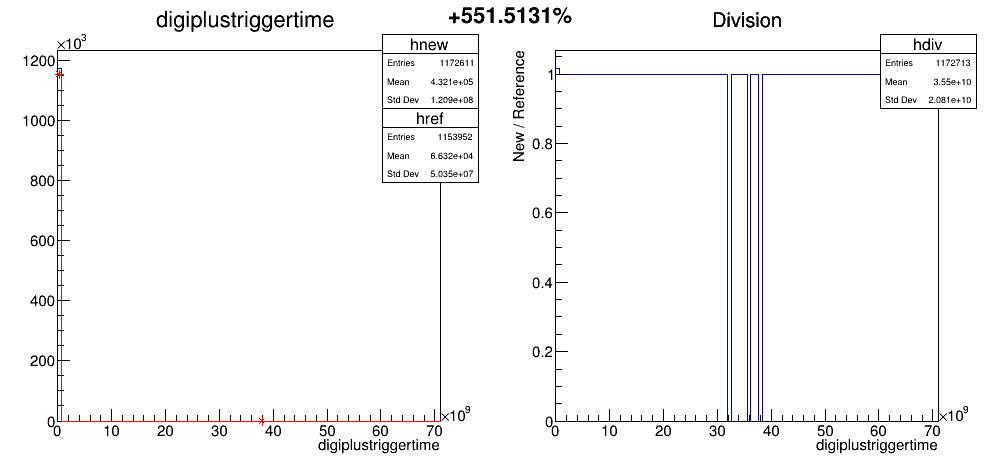 +551.5131%
digiplustriggertime
×10³
hnew
Entries 1172611
Mean 4.321e+05
Std Dev 1.209e+08
href
Entries 1153952
Mean 6.632e+04
Std Dev 5.035e+07
1200
1000
800
600
400
200
0
0 10 20 30 40 50 60 70
×10⁹
digiplustriggertime
Division
hdiv
Entries 1172713
Mean 3.55e+10
Std Dev 2.081e+10
New / Reference
1
0.8
0.6
0.4
0.2
0
0 10 20 30 40 50 60 70
×10⁹
digiplustriggertime